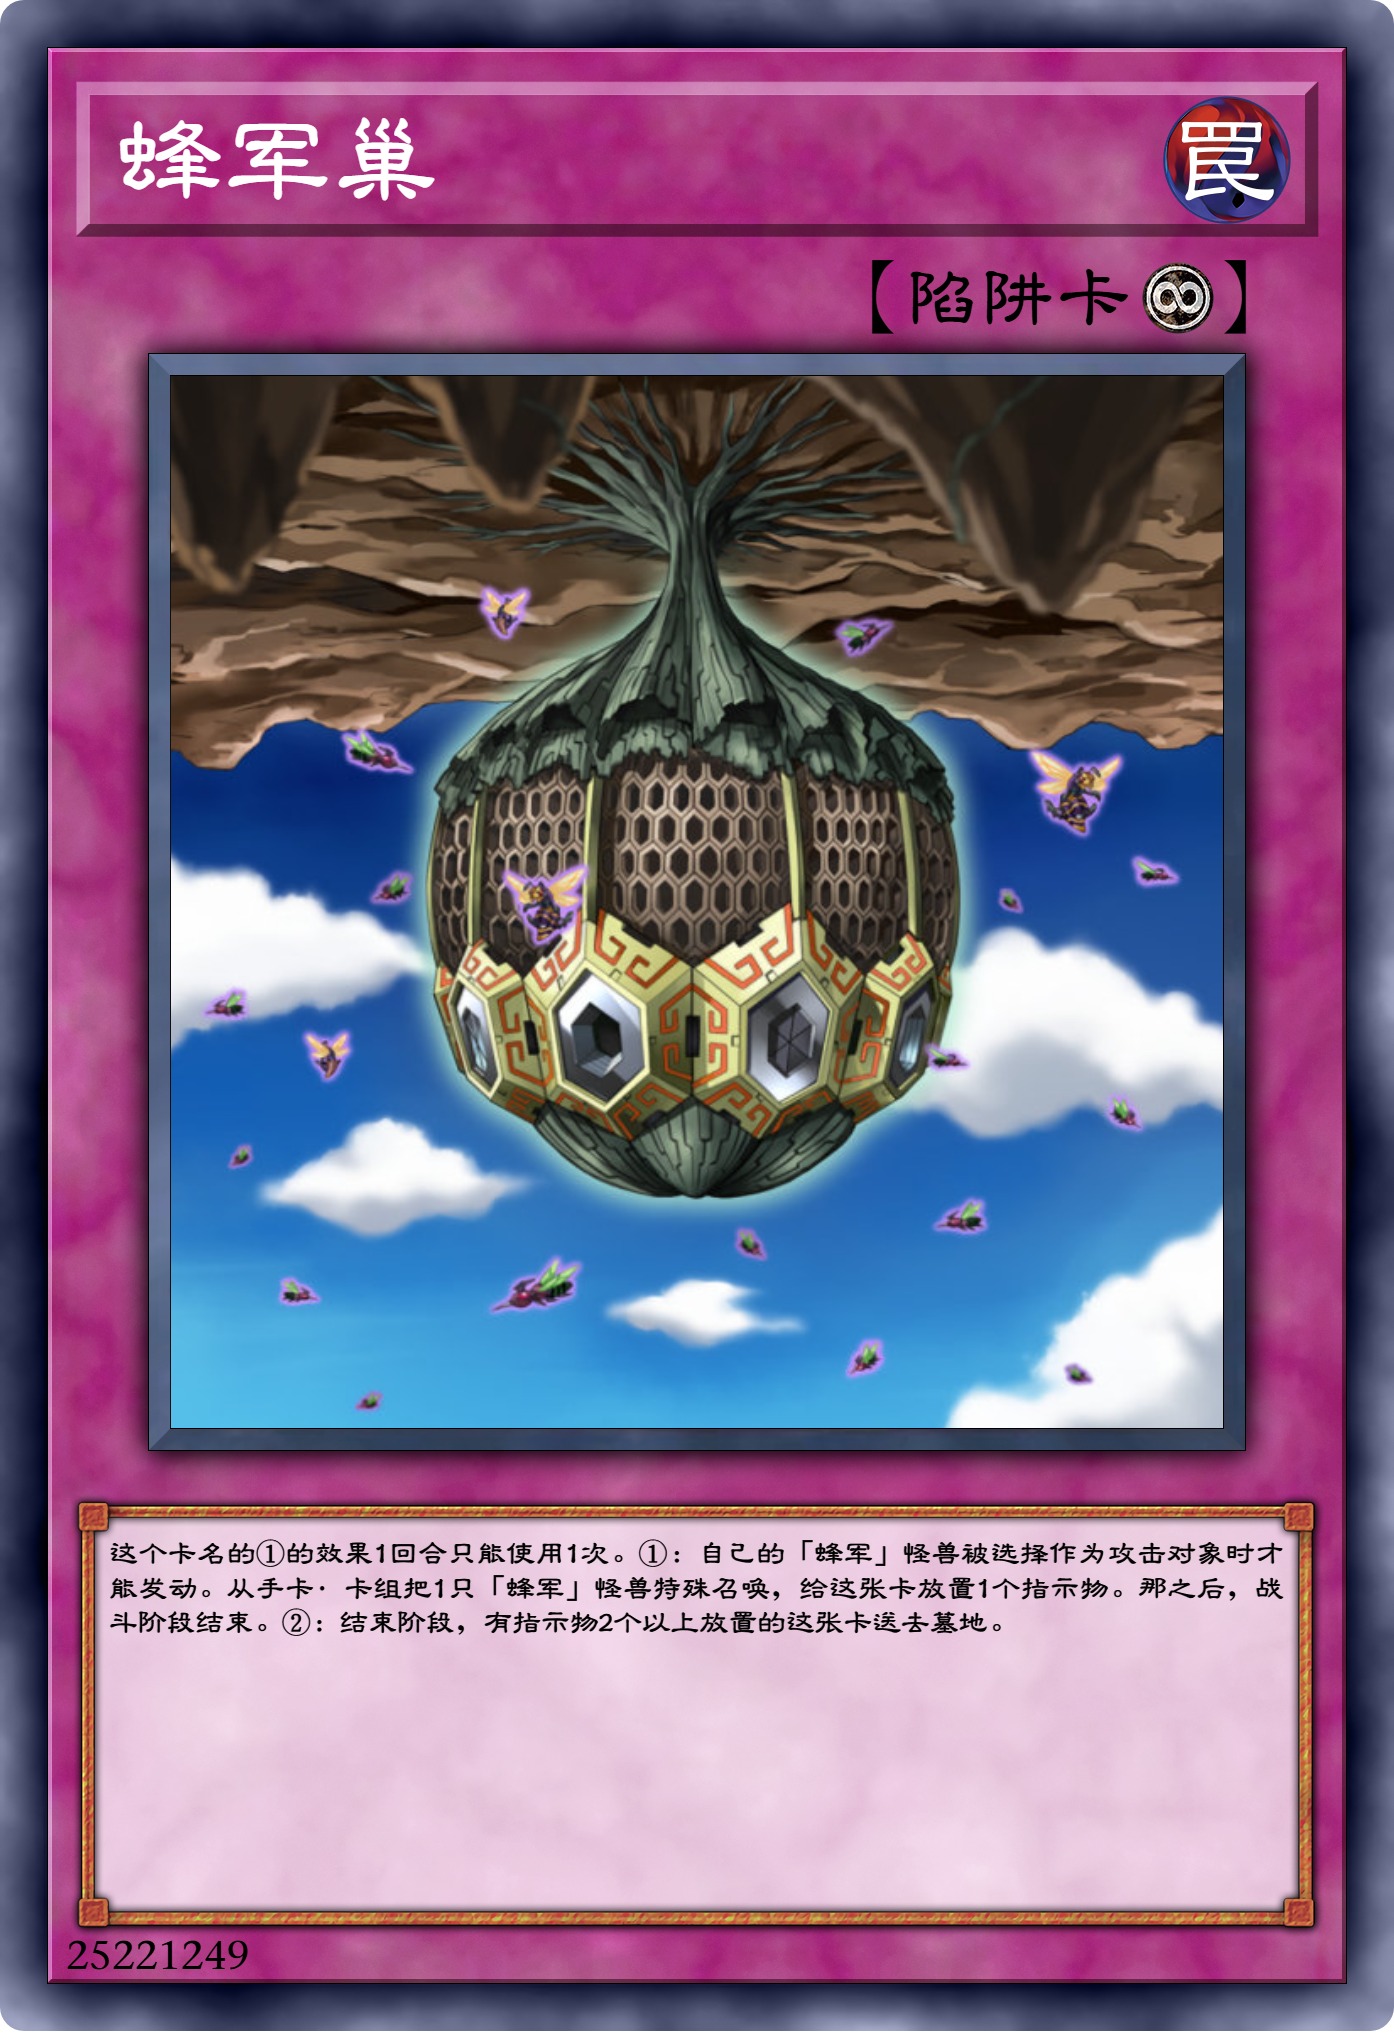 蜂军巢
罠
【陷阱卡♾】
这个卡名的①的效果1回合只能使用1次。①：自己的「蜂军」怪兽被选择作为攻击对象时才
能发动。从手卡·卡组把1只「蜂军」怪兽特殊召唤，给这张卡放置1个指示物。那之后，战
斗阶段结束。②：结束阶段，有指示物2个以上放置的这张卡送去墓地。
25221249